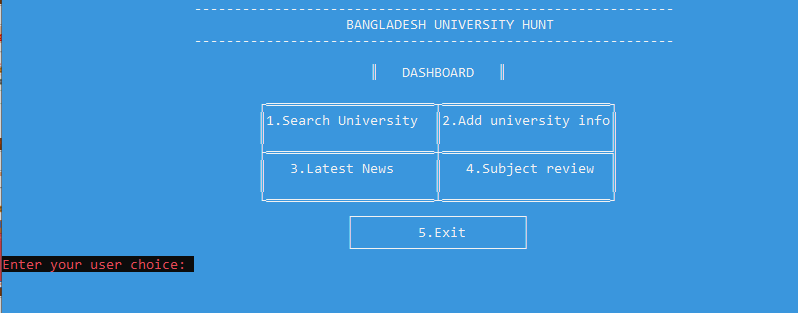 BANGLADESH UNIVERSITY HUNT
DASHBOARD
1.Search University 2.Add university info
3.Latest News 4.Subject review
5.Exit
Enter your user choice: